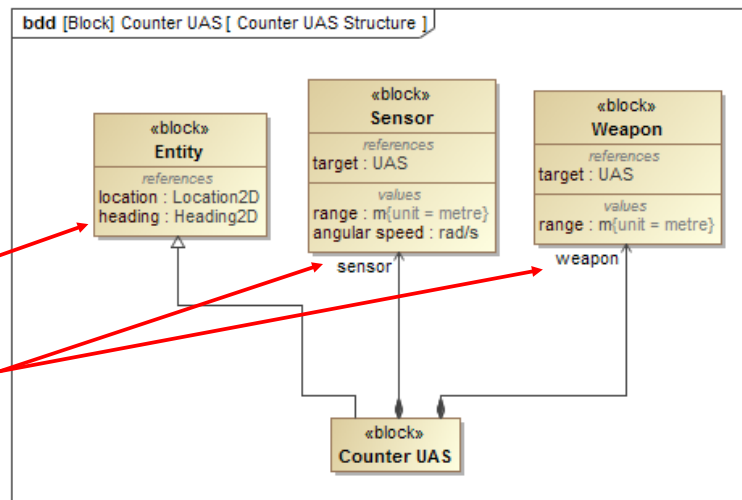 bdd [Block] Counter UAS [ Counter UAS Structure ]
«block»
Entity
references
location : Location2D
heading : Heading2D
«block»
Sensor
references
target : UAS
values
range : m{unit = metre}
angular speed : rad/s
«block»
Weapon
references
target : UAS
values
range : m{unit = metre}
sensor
weapon
«block»
Counter UAS